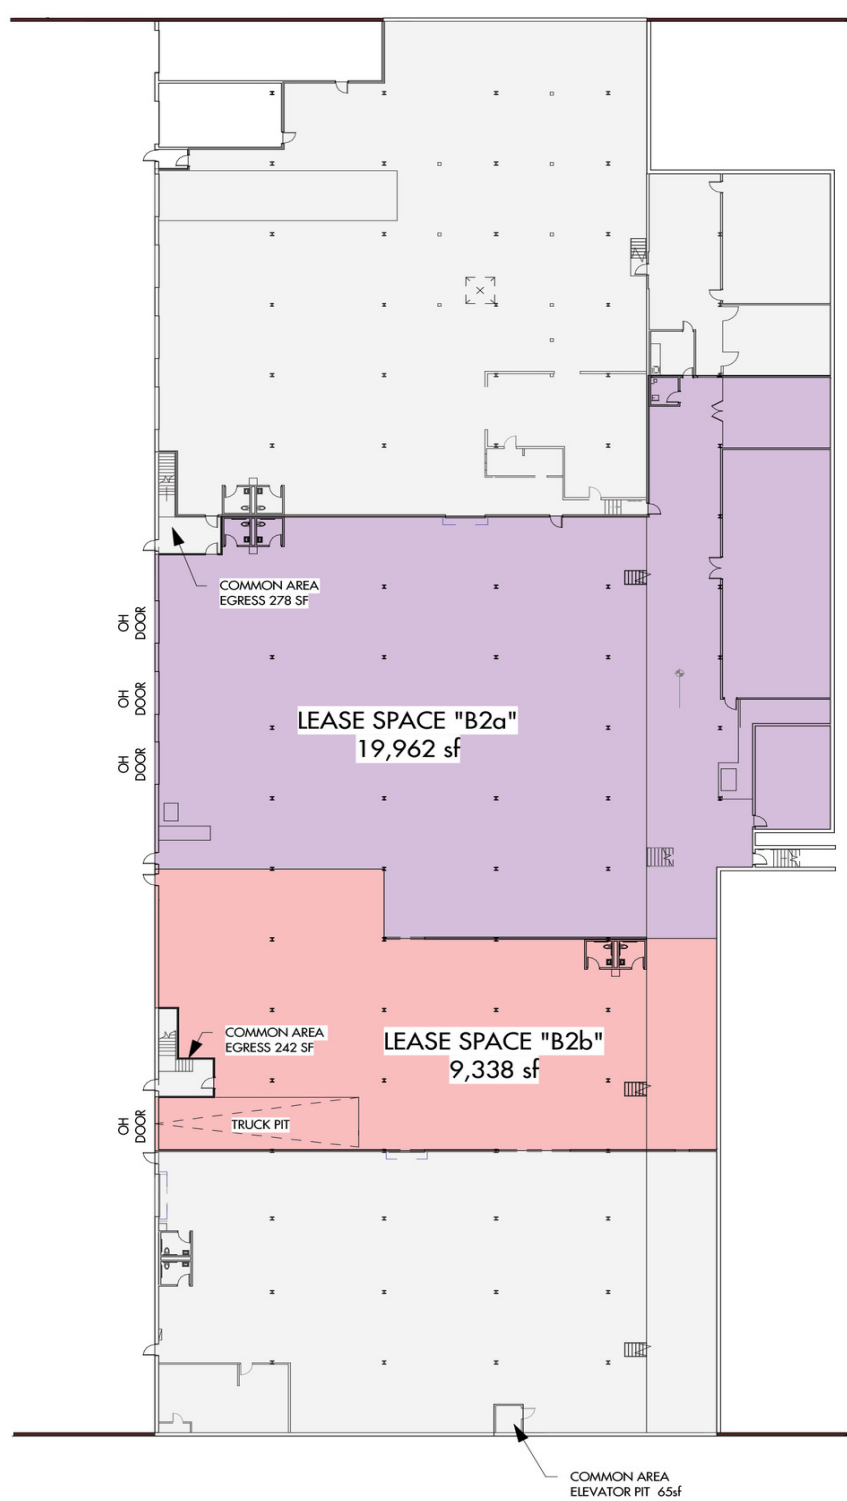 COMMON AREA
EGRESS 278 SF
OH
DOOR
OH
DOOR
LEASE SPACE "B2a"
19,962 sf
OH
DOOR
COMMON AREA
EGRESS 242 SF
LEASE SPACE "B2b"
9,338 sf
OH
DOOR
TRUCK PIT
COMMON AREA
ELEVATOR PIT 65sf